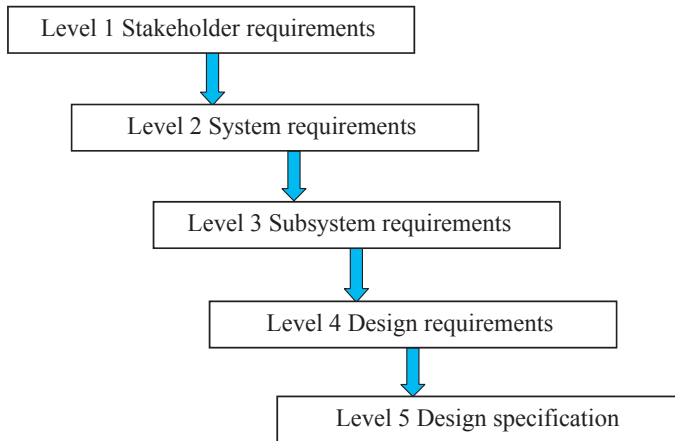 Level 1 Stakeholder requirements
Level 2 System requirements
Level 3 Subsystem requirements
Level 4 Design requirements
Level 5 Design specification